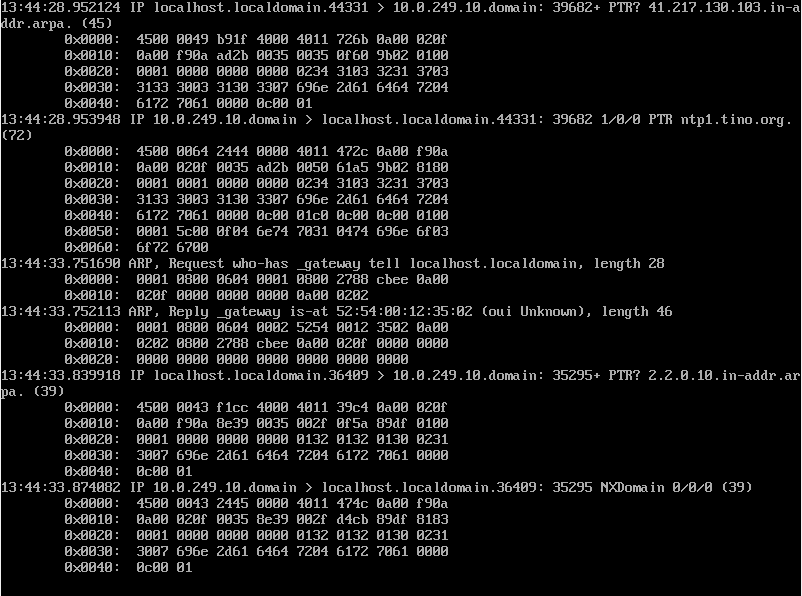 13:44:28.952124 IP localhost.localdomain.44331 > 10.0.249.10.domain: 39682+ PTR? 41.217.130.103.in-a
ddr.arpa. (45)
0x0000:  4500 0049 b91f 4000 4011 726b 0a00 020f
0x0010:  0a00 f90a ad2b 0035 0035 0f60 9b02 0100
0x0020:  0001 0000 0000 0000 0234 3103 3231 3703
0x0030:  3133 3003 3130 3307 696e 2d61 6464 7204
0x0040:  6172 7061 0000 0c00 01
13:44:28.953948 IP 10.0.249.10.domain > localhost.localdomain.44331: 39682 1/0/0 PTR ntp1.tino.org.
(72)
0x0000:  4500 0064 2444 0000 4011 472c 0a00 f90a
0x0010:  0a00 020f 0035 ad2b 0050 61a5 9b02 8180
0x0020:  0001 0001 0000 0000 0234 3103 3231 3703
0x0030:  3133 3003 3130 3307 696e 2d61 6464 7204
0x0040:  6172 7061 0000 0c00 01c0 0c00 0c00 0100
0x0050:  0001 5c00 0f04 6e74 7031 0474 696e 6f03
0x0060:  6f72 6700
13:44:33.751690 ARP, Request who-has _gateway tell localhost.localdomain, length 28
0x0000:  0001 0800 0604 0001 0800 2788 cbee 0a00
0x0010:  020f 0000 0000 0000 0a00 0202
13:44:33.752113 ARP, Reply _gateway is-at 52:54:00:12:35:02 (oui Unknown), length 46
0x0000:  0001 0800 0604 0002 5254 0012 3502 0a00
0x0010:  0202 0800 2788 cbee 0a00 020f 0000 0000
0x0020:  0000 0000 0000 0000 0000 0000 0000
13:44:33.839918 IP localhost.localdomain.36409 > 10.0.249.10.domain: 35295+ PTR? 2.2.0.10.in-addr.ar
pa. (39)
0x0000:  4500 0043 f1cc 4000 4011 39c4 0a00 020f
0x0010:  0a00 f90a 8e39 0035 002f 0f5a 89df 0100
0x0020:  0001 0000 0000 0000 0132 0132 0130 0231
0x0030:  3007 696e 2d61 6464 7204 6172 7061 0000
0x0040:  0c00 01
13:44:33.874082 IP 10.0.249.10.domain > localhost.localdomain.36409: 35295 NXDomain 0/0/0 (39)
0x0000:  4500 0043 2445 0000 4011 474c 0a00 f90a
0x0010:  0a00 020f 0035 8e39 002f d4cb 89df 8183
0x0020:  0001 0000 0000 0000 0132 0132 0130 0231
0x0030:  3007 696e 2d61 6464 7204 6172 7061 0000
0x0040:  0c00 01